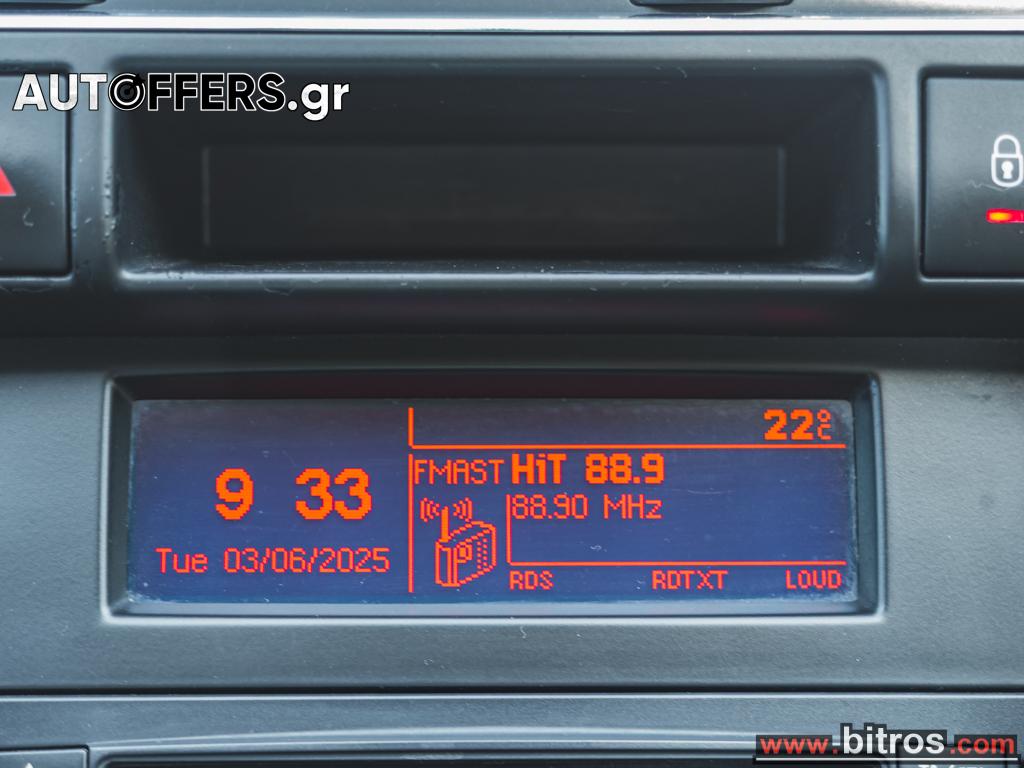 AUTOFFERS.gr
22°C
FMAST HiT 88.9
9 33
88.90 MHz
Tue 03/06/2025
RDS RDTXT LOUD
www.bitros.com